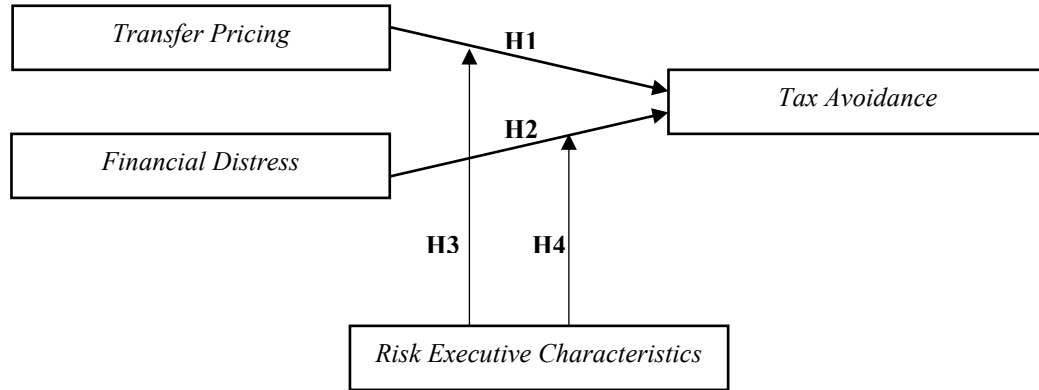 Transfer Pricing
H1
Tax Avoidance
H2
Financial Distress
H3
H4
Risk Executive Characteristics